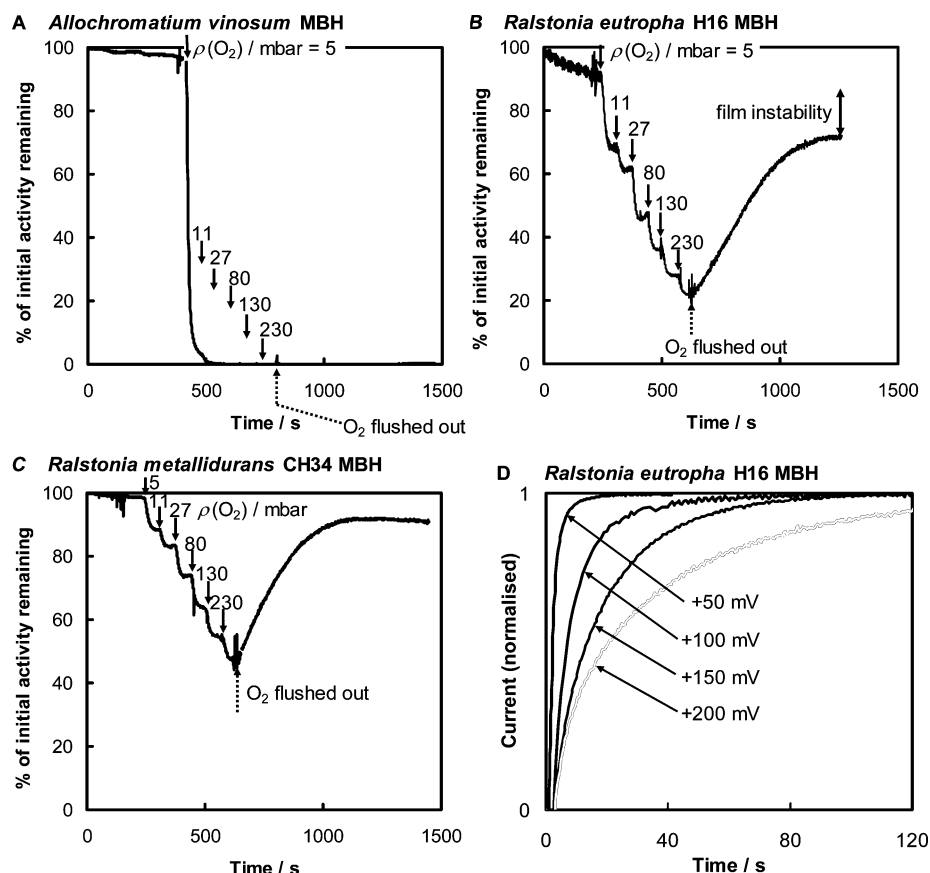 A Allochromatium vinosum MBH
100
80
60
40
20
0
0 500 1000 1500
% of initial activity remaining
Time / s
ρ(O2) / mbar = 5
11
27
80
130
230
O2 flushed out
B Ralstonia eutropha H16 MBH
100
80
60
40
20
0
0 500 1000 1500
% of initial activity remaining
Time / s
ρ(O2) / mbar = 5
11
27
80
130
230
film instability
O2 flushed out
C Ralstonia metallidurans CH34 MBH
100
80
60
40
20
0
0 500 1000 1500
% of initial activity remaining
Time / s
5
11
27 ρ(O2) / mbar
80
130
230
O2 flushed out
D Ralstonia eutropha H16 MBH
1
0
0 40 80 120
Current (normalised)
Time / s
+50 mV
+100 mV
+150 mV
+200 mV